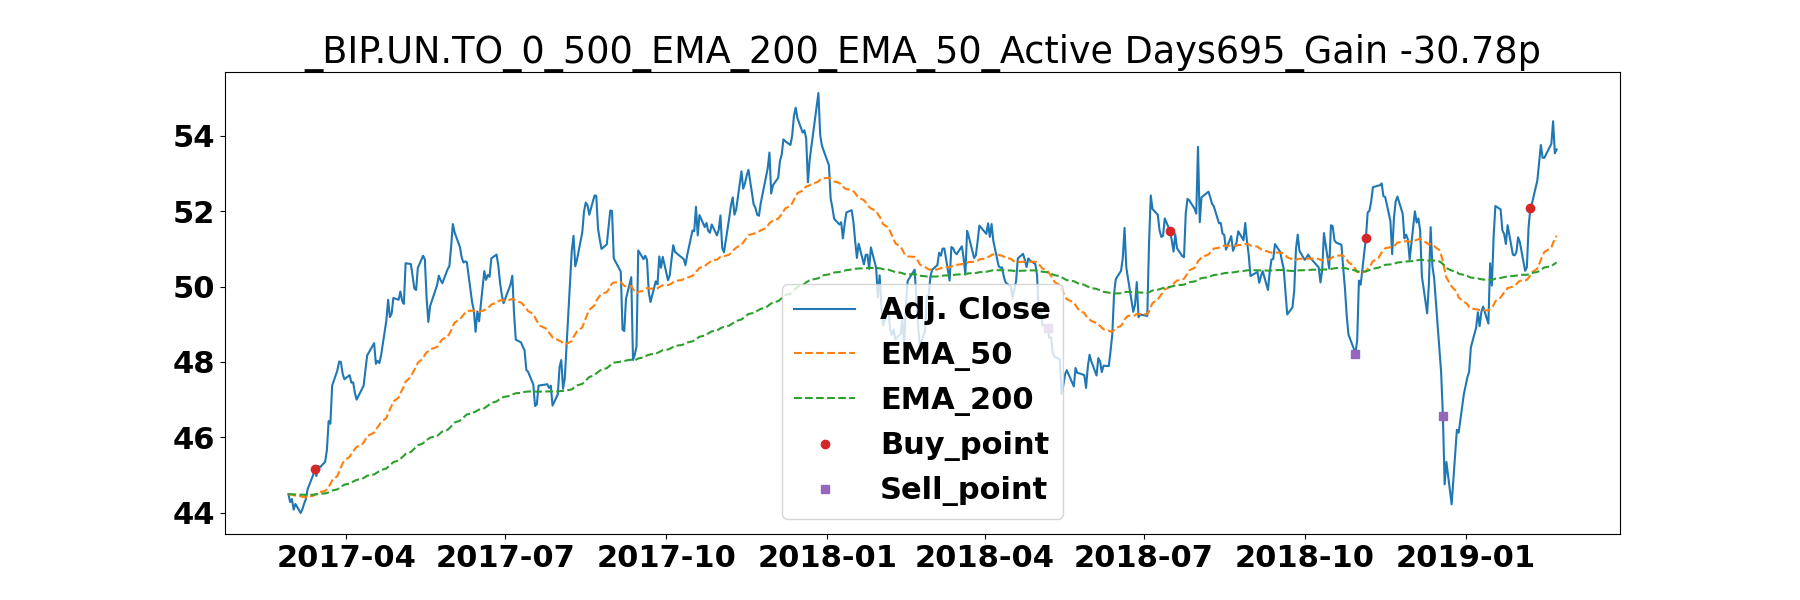 _BIP.UN.TO_0_500_EMA_200_EMA_50_Active Days695_Gain -30.78p
54
52
50
48
46
44
Adj. Close
EMA_50
EMA_200
Buy_point
Sell_point
2017-04 2017-07 2017-10 2018-01 2018-04 2018-07 2018-10 2019-01